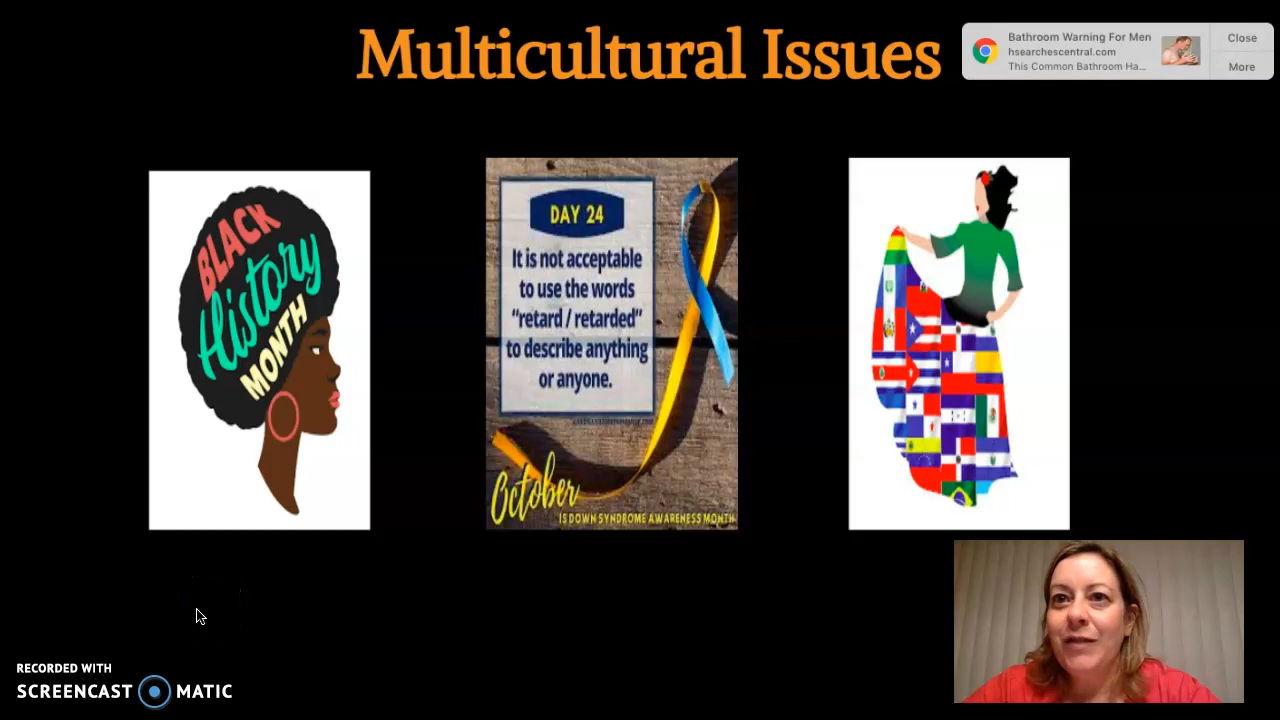 Multicultural Issues
Bathroom Warning For Men
hsearchescentral.com
This Common Bathroom Ha...
Close
More
BLACK
History
MONTH
DAY 24
It is not acceptable
to use the words
"retard / retarded"
to describe anything
or anyone.
October
IS DOWN SYNDROME AWARENESS MONTH
RECORDED WITH
SCREENCAST MATIC